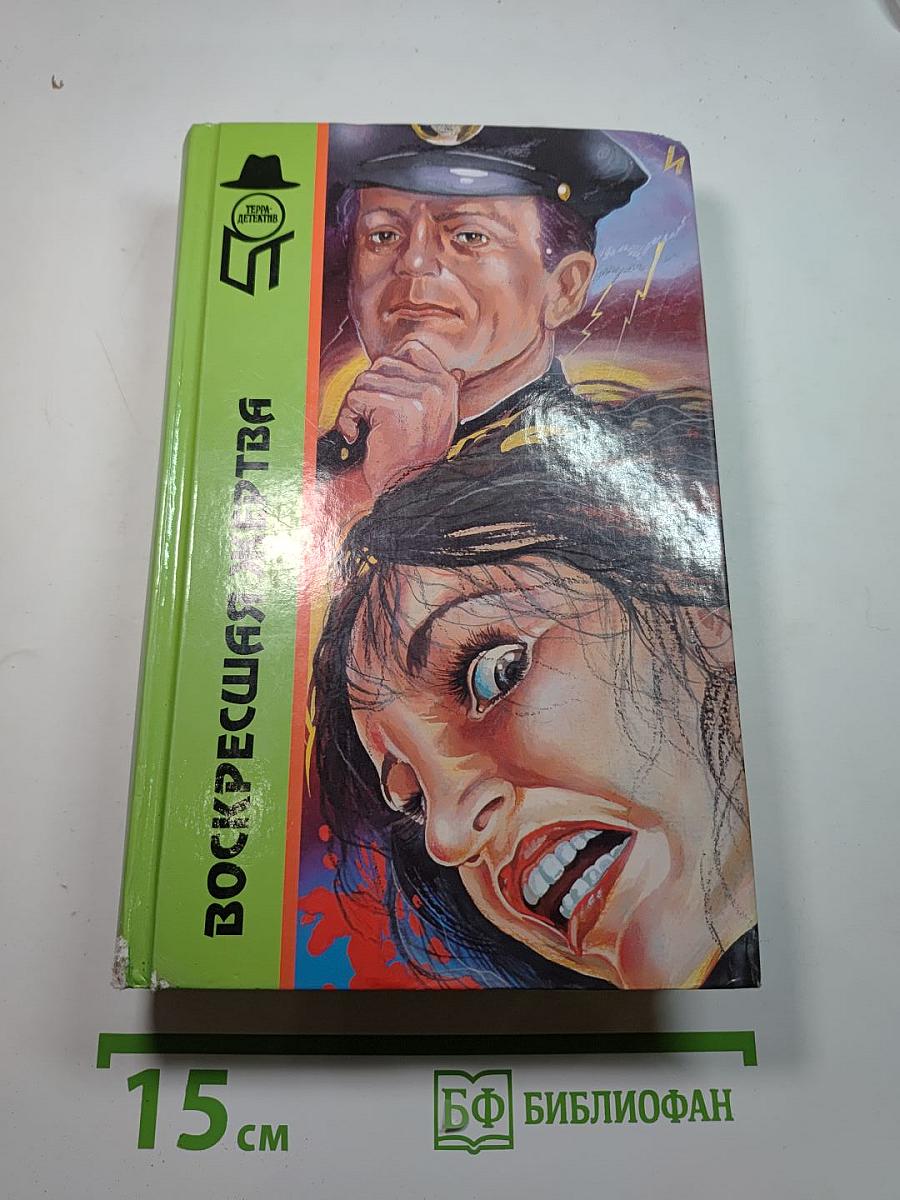 ТЕРРА-
ДЕТЕКТИВ
ВОСКРЕСШАЯ ЖЕРТВА
15 см
БФ БИБЛИОФАН